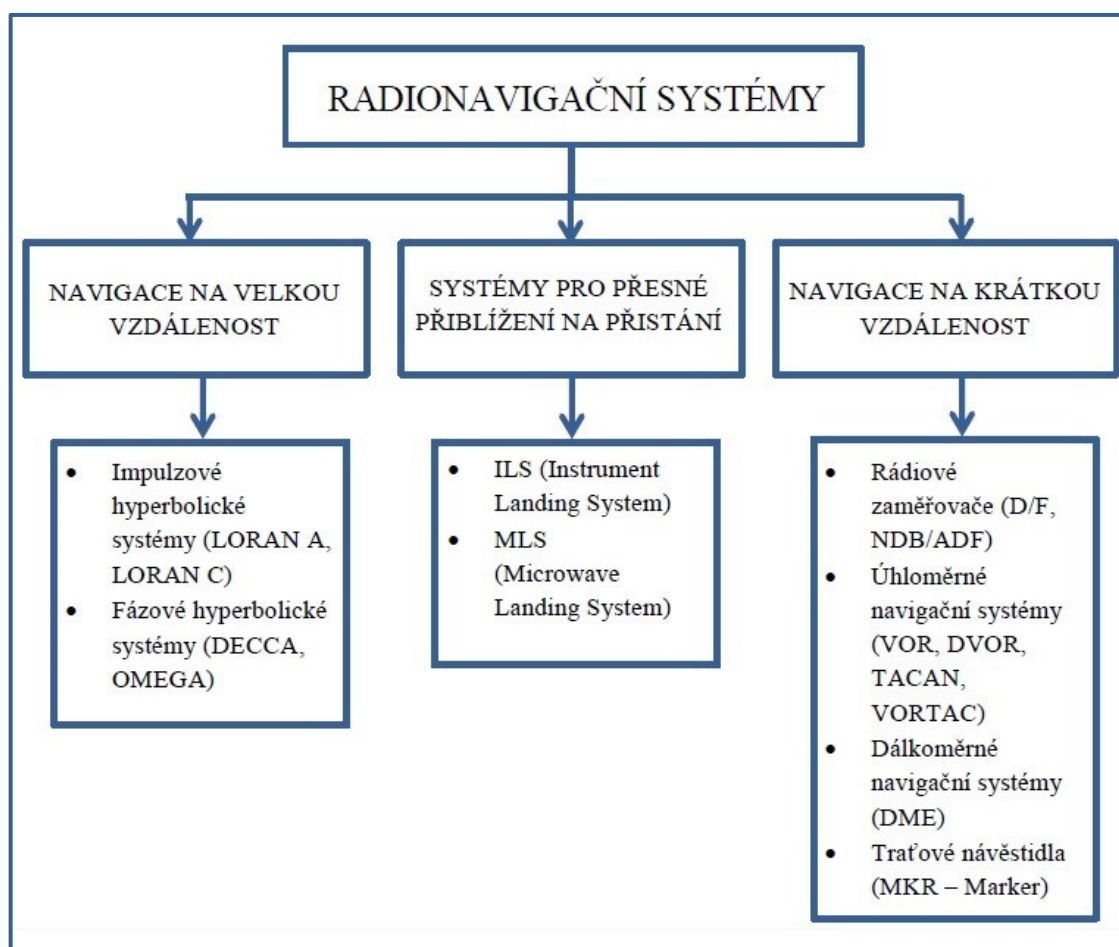 RADIONAVIGAČNÍ SYSTÉMY
NAVIGACE NA VELKOU
VZDÁLENOST
SYSTÉMY PRO PŘESNÉ
PŘIBLÍŽENÍ NA PŘISTÁNÍ
NAVIGACE NA KRÁTKOU
VZDÁLENOST
• Impulzové
hyperbolické
systémy (LORAN A,
LORAN C)
• Fázové hyperbolické
systémy (DECCA,
OMEGA)
• ILS (Instrument
Landing System)
• MLS
(Microwave
Landing System)
• Rádiové
zaměřovače (D/F,
NDB/ADF)
• Úhloměrné
navigační systémy
(VOR, DVOR,
TACAN,
VORTAC)
• Dálkoměrné
navigační systémy
(DME)
• Traťové návěstidla
(MKR – Marker)